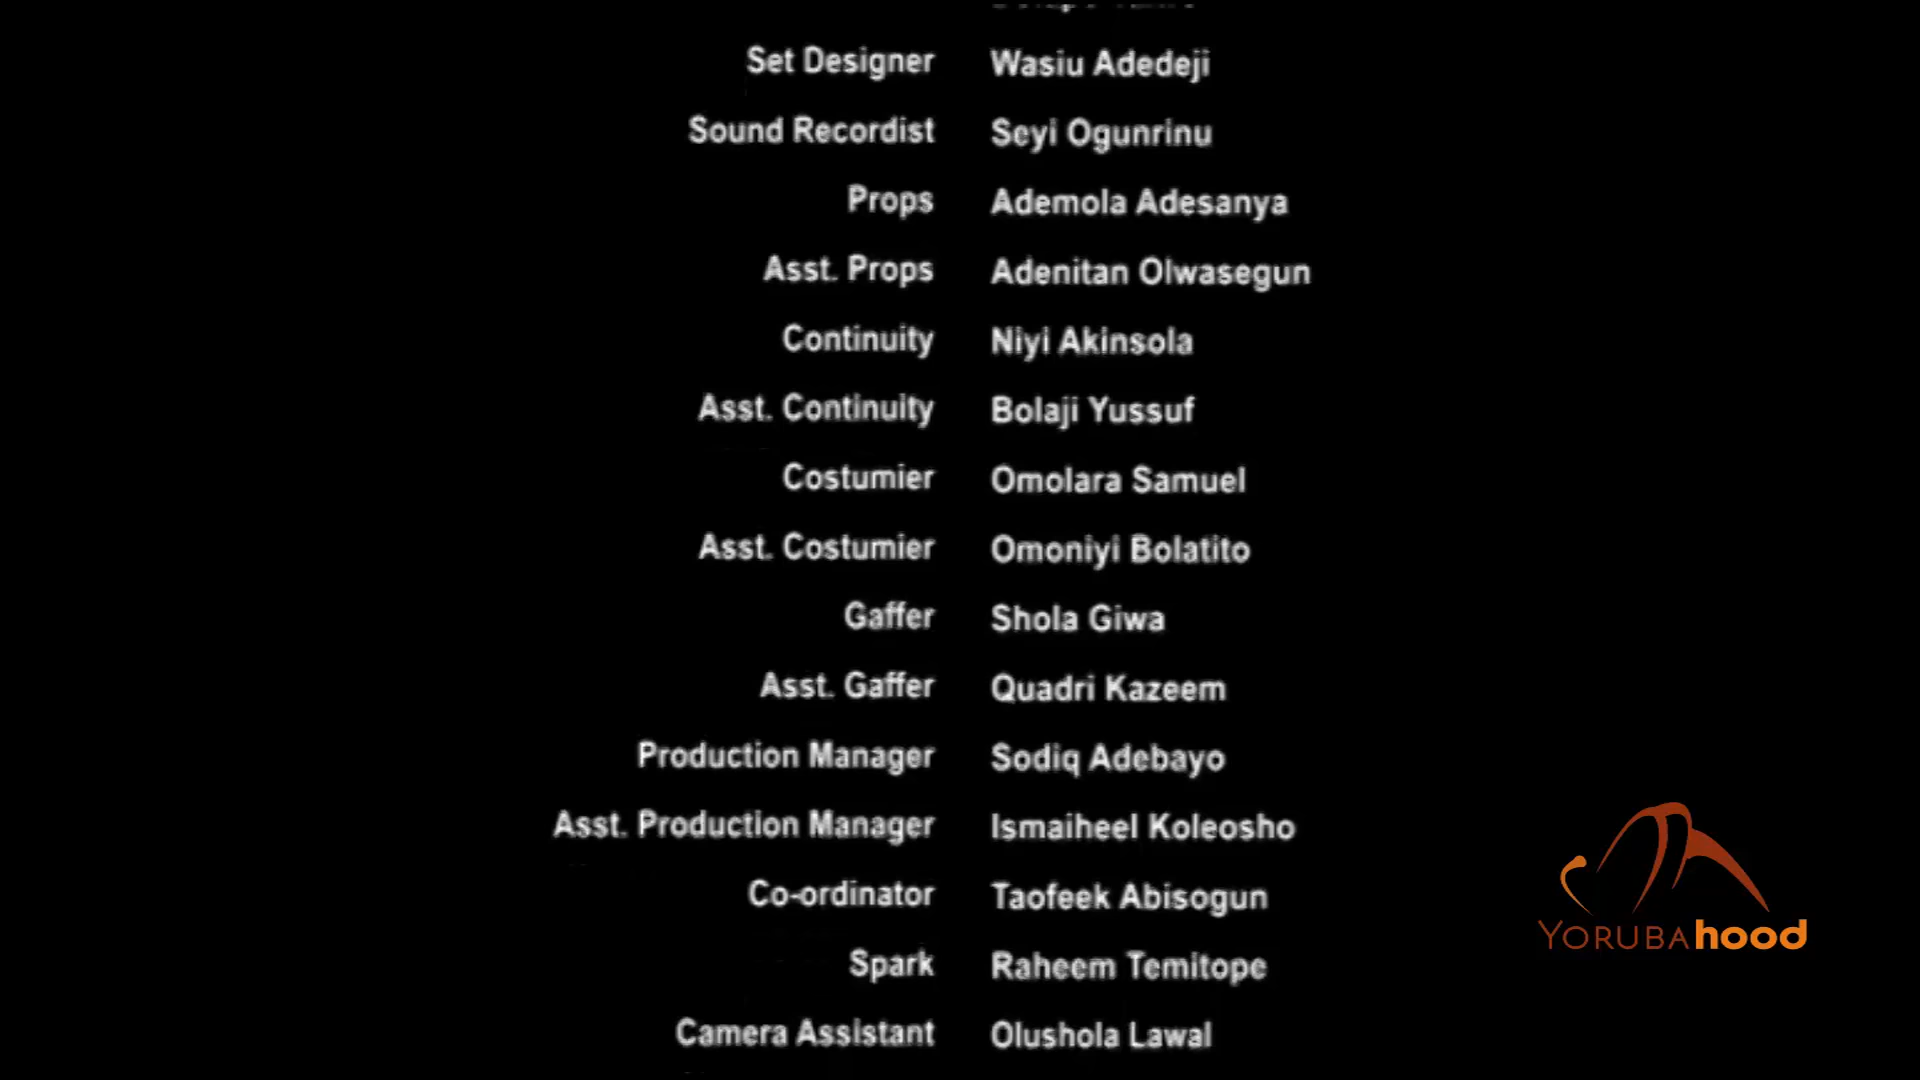 Set Designer Wasiu Adedeji
Sound Recordist Seyi Ogunrinu
Props Ademola Adesanya
Asst. Props Adenitan Olwasegun
Continuity Niyi Akinsola
Asst. Continuity Bolaji Yussuf
Costumier Omolara Samuel
Asst. Costumier Omoniyi Bolatito
Gaffer Shola Giwa
Asst. Gaffer Quadri Kazeem
Production Manager Sodiq Adebayo
Asst. Production Manager Ismaiheel Koleosho
Co-ordinator Taofeek Abisogun
Spark Raheem Temitope
Camera Assistant Olushola Lawal
YORUBAhood